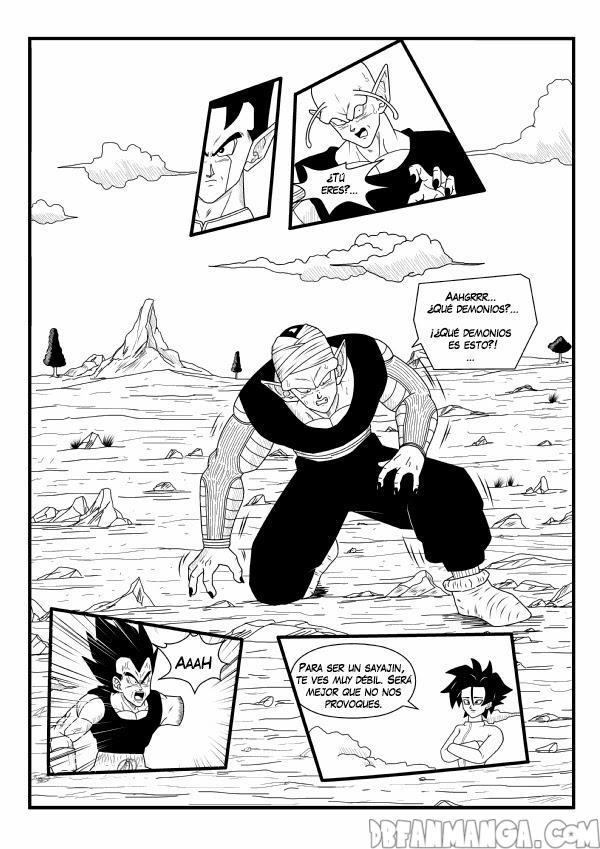 ¿TÚ
ERES?...
AAHGRRR...
¿QUÉ DEMONIOS?...
¡¿QUÉ DEMONIOS
ES ESTO?!
...
AAAH
PARA SER UN SAYAJIN,
TE VES MUY DÉBIL. SERÁ
MEJOR QUE NO NOS
PROVOQUES.
DBFANMANGA.COM